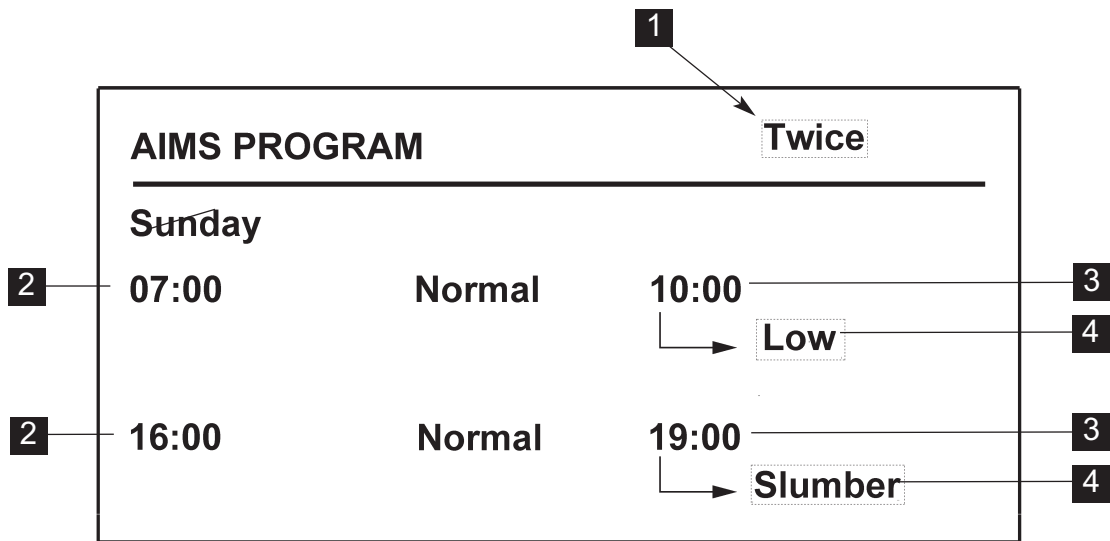 1
AIMS PROGRAM Twice
Sunday
2 07:00 Normal 10:00 3
Low 4
2 16:00 Normal 19:00 3
Slumber 4